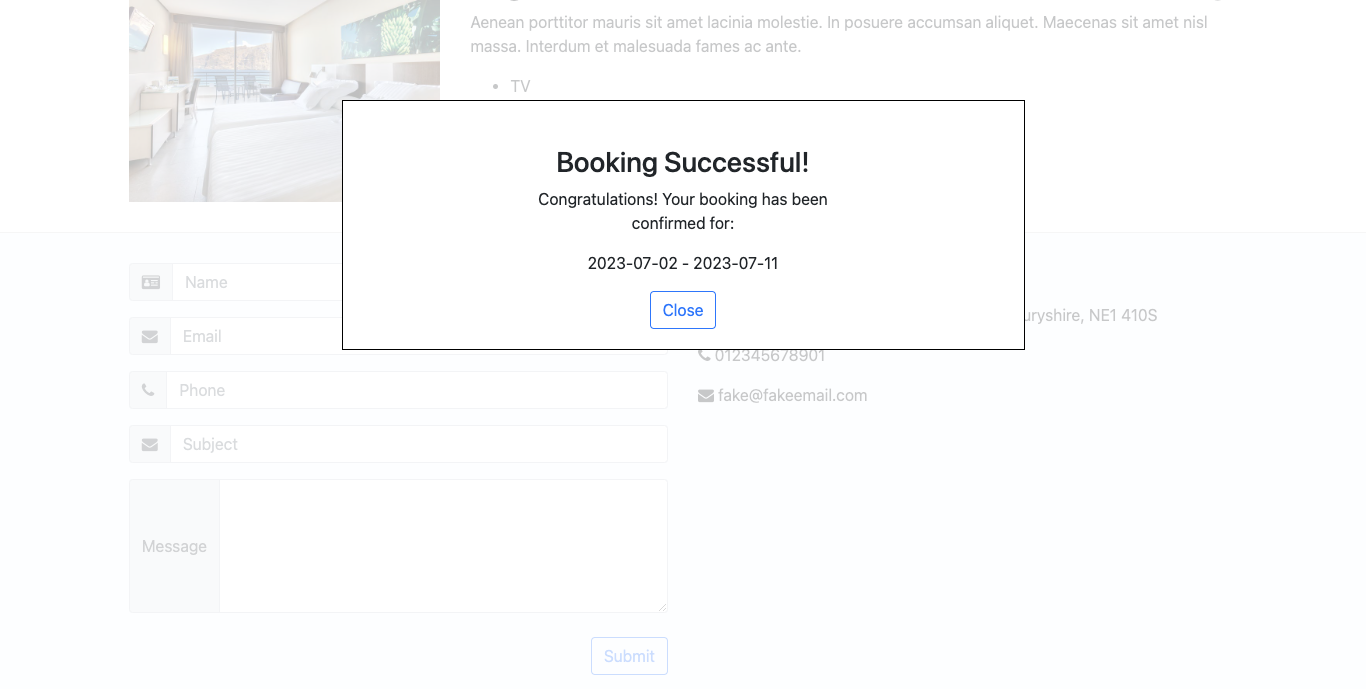 Aenean porttitor mauris sit amet lacinia molestie. In posuere accumsan aliquet. Maecenas sit amet nisl
massa. Interdum et malesuada fames ac ante.
TV
Booking Successful!
Congratulations! Your booking has been
confirmed for:
2023-07-02 - 2023-07-11
Close
Name
Email
Phone
Subject
Message
Submit
uryshire, NE1 410S
012345678901
fake@fakeemail.com